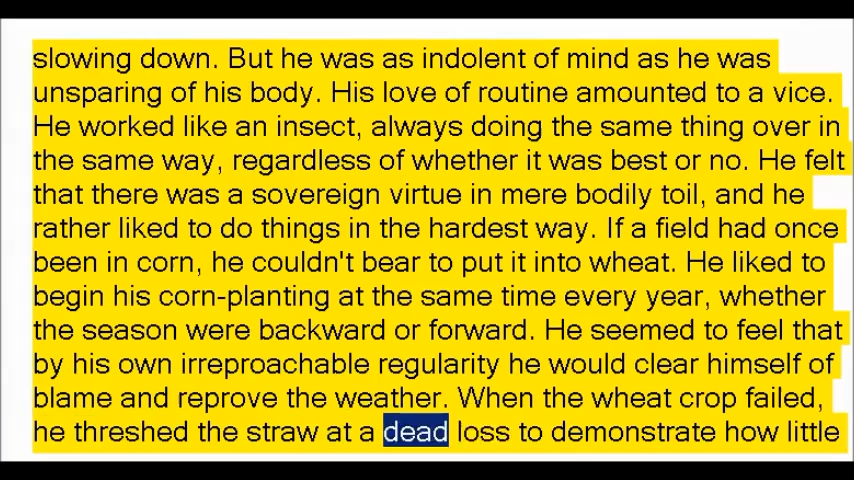 slowing down. But he was as indolent of mind as he was
unsparing of his body. His love of routine amounted to a vice.
He worked like an insect, always doing the same thing over in
the same way, regardless of whether it was best or no. He felt
that there was a sovereign virtue in mere bodily toil, and he
rather liked to do things in the hardest way. If a field had once
been in corn, he couldn't bear to put it into wheat. He liked to
begin his corn-planting at the same time every year, whether
the season were backward or forward. He seemed to feel that
by his own irreproachable regularity he would clear himself of
blame and reprove the weather. When the wheat crop failed,
he threshed the straw at a dead loss to demonstrate how little